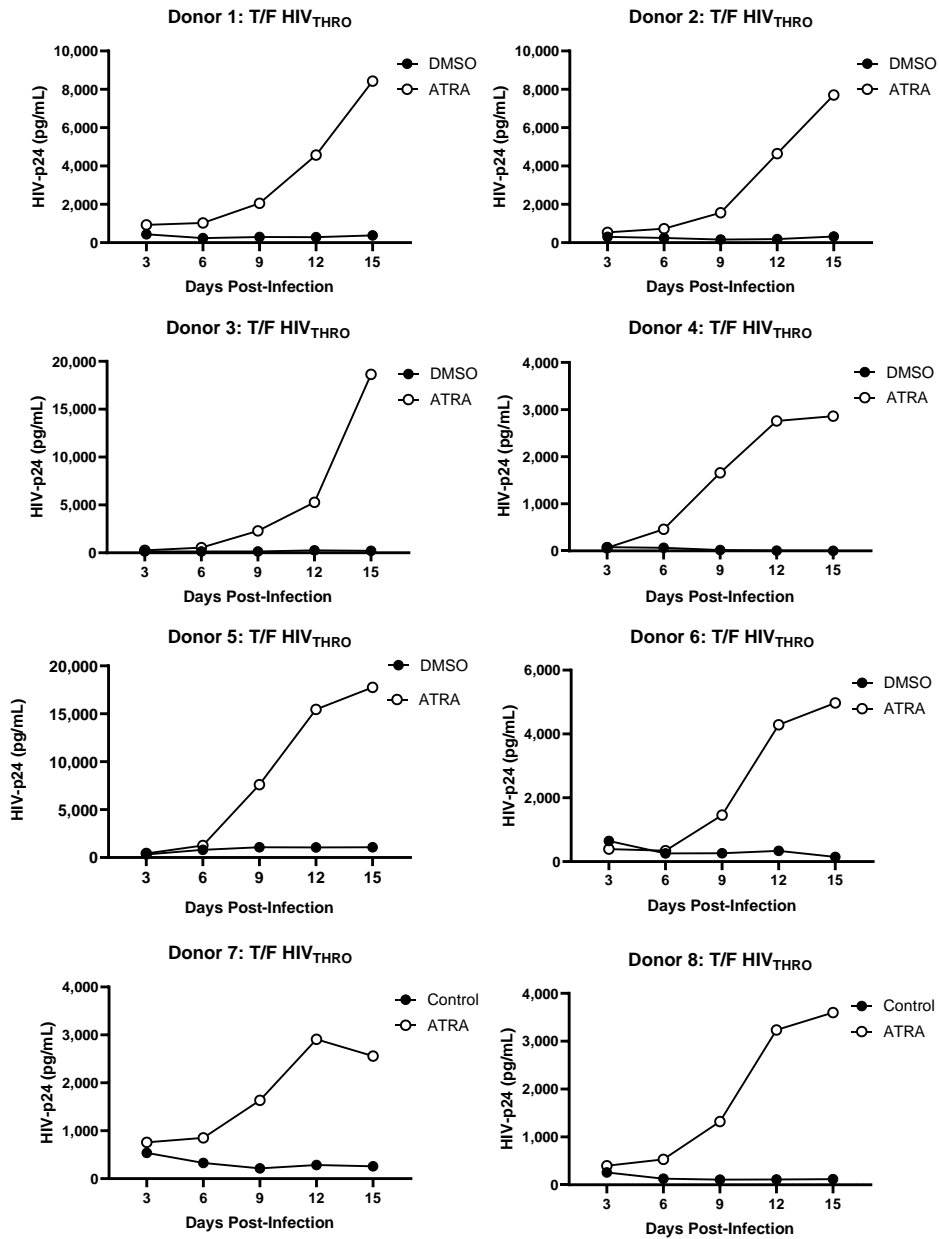 Donor 1: T/F HIVTHRO
10,000
8,000
6,000
4,000
2,000
0
HIV-p24 (pg/mL)
3 6 9 12 15
Days Post-Infection
DMSO
ATRA
Donor 2: T/F HIVTHRO
10,000
8,000
6,000
4,000
2,000
0
HIV-p24 (pg/mL)
3 6 9 12 15
Days Post-Infection
DMSO
ATRA
Donor 3: T/F HIVTHRO
20,000
15,000
10,000
5,000
0
HIV-p24 (pg/mL)
3 6 9 12 15
Days Post-Infection
DMSO
ATRA
Donor 4: T/F HIVTHRO
4,000
3,000
2,000
1,000
0
HIV-p24 (pg/mL)
3 6 9 12 15
Days Post-Infection
DMSO
ATRA
Donor 5: T/F HIVTHRO
20,000
15,000
10,000
5,000
0
HIV-p24 (pg/mL)
3 6 9 12 15
Days Post-Infection
DMSO
ATRA
Donor 6: T/F HIVTHRO
6,000
4,000
2,000
0
HIV-p24 (pg/mL)
3 6 9 12 15
Days Post-Infection
DMSO
ATRA
Donor 7: T/F HIVTHRO
4,000
3,000
2,000
1,000
0
HIV-p24 (pg/mL)
3 6 9 12 15
Days Post-Infection
Control
ATRA
Donor 8: T/F HIVTHRO
4,000
3,000
2,000
1,000
0
HIV-p24 (pg/mL)
3 6 9 12 15
Days Post-Infection
Control
ATRA